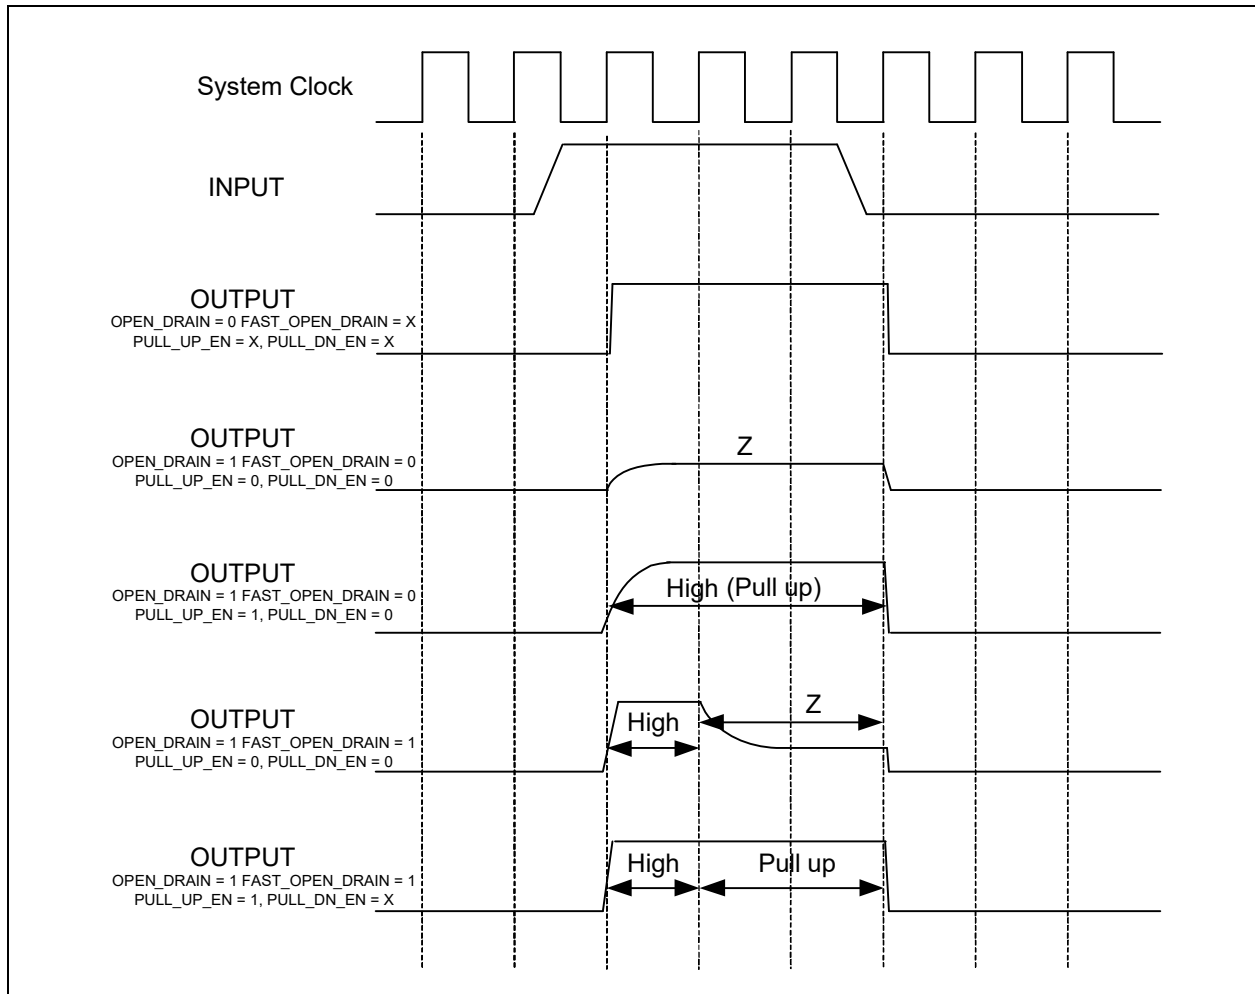 System Clock
INPUT
OUTPUT
OPEN_DRAIN = 0 FAST_OPEN_DRAIN = X
PULL_UP_EN = X, PULL_DN_EN = X
OUTPUT
OPEN_DRAIN = 1 FAST_OPEN_DRAIN = 0
PULL_UP_EN = 0, PULL_DN_EN = 0
Z
OUTPUT
OPEN_DRAIN = 1 FAST_OPEN_DRAIN = 0
PULL_UP_EN = 1, PULL_DN_EN = 0
High (Pull up)
OUTPUT
OPEN_DRAIN = 1 FAST_OPEN_DRAIN = 1
PULL_UP_EN = 0, PULL_DN_EN = 0
High
Z
OUTPUT
OPEN_DRAIN = 1 FAST_OPEN_DRAIN = 1
PULL_UP_EN = 1, PULL_DN_EN = X
High
Pull up